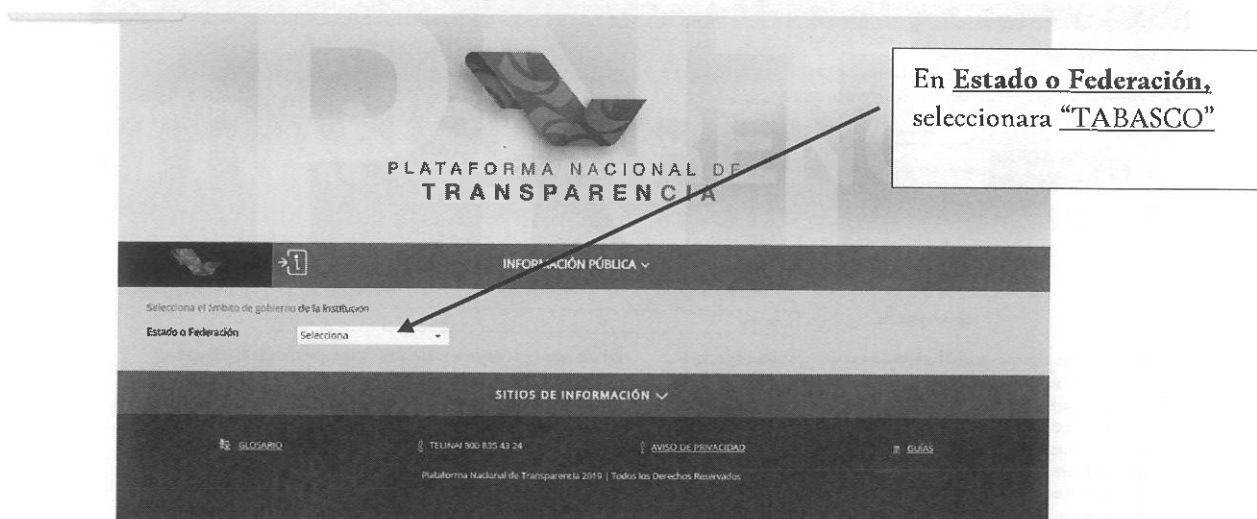 En Estado o Federación,
seleccionara “TABASCO”
PLATAFORMA NACIONAL DE
TRANSPARENCIA
INFORMACIÓN PÚBLICA
Selecciona el ámbito de gobierno de la Institución
Estado o Federación
Selecciona
SITIOS DE INFORMACIÓN
GLOSARIO
TELINAI 800 835 43 24
AVISO DE PRIVACIDAD
GUÍAS
Plataforma Nacional de Transparencia 2019 | Todos los Derechos Reservados